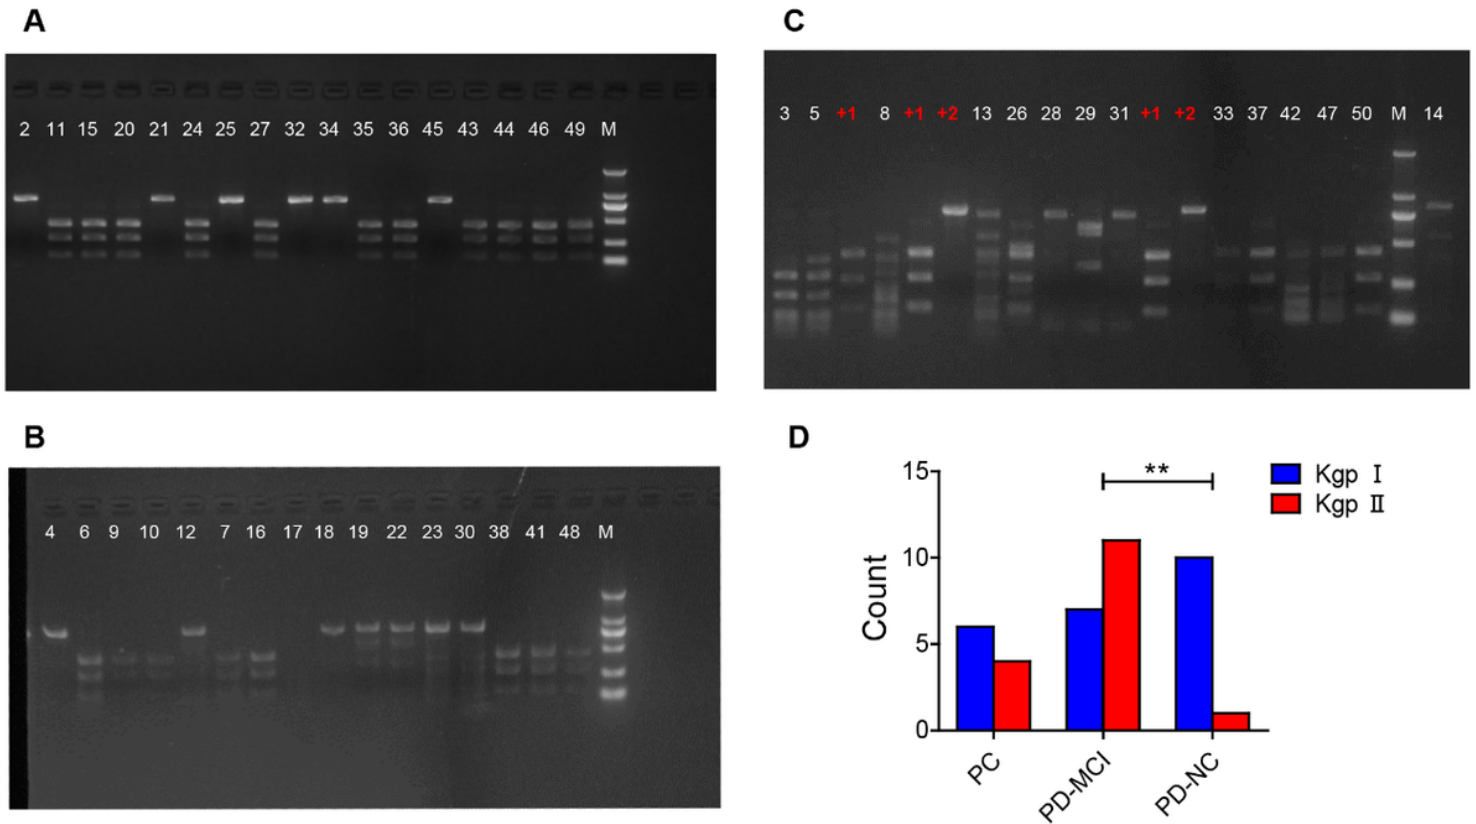 A
2 11 15 20 21 24 25 27 32 34 35 36 45 43 44 46 49 M
B
4 6 9 10 12 7 16 17 18 19 22 23 30 38 41 48 M
C
3 5 +1 8 +1 +2 13 26 28 29 31 +1 +2 33 37 42 47 50 M 14
D
**
Kgp Ⅰ
Kgp Ⅱ
15
10
5
0
Count
PC
PD-MCI
PD-NC